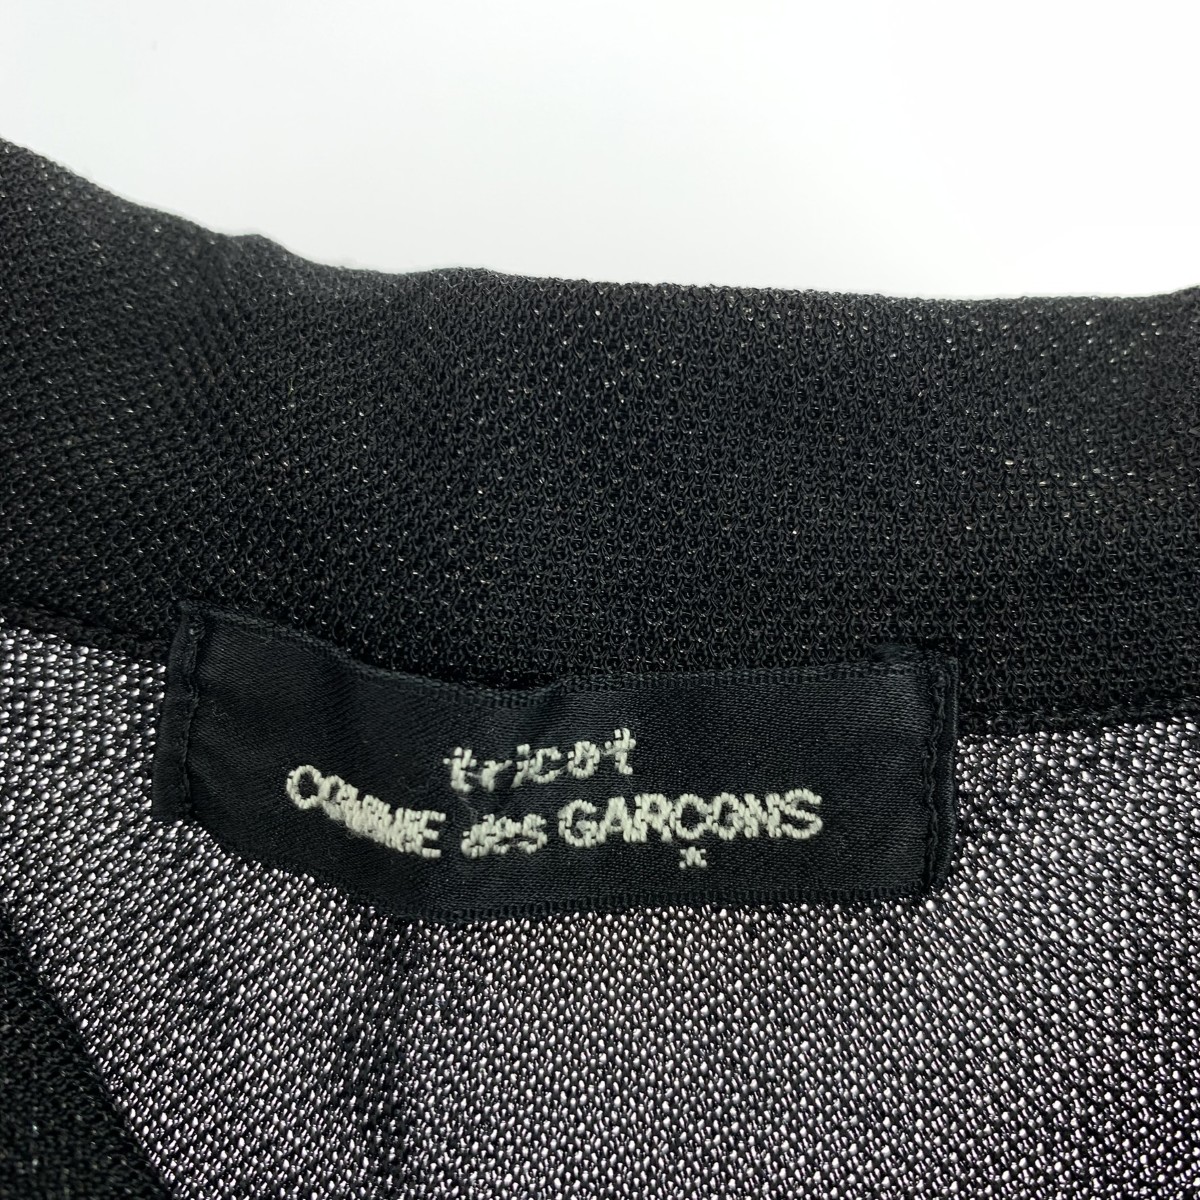 tricot
COMME des GARÇONS
*